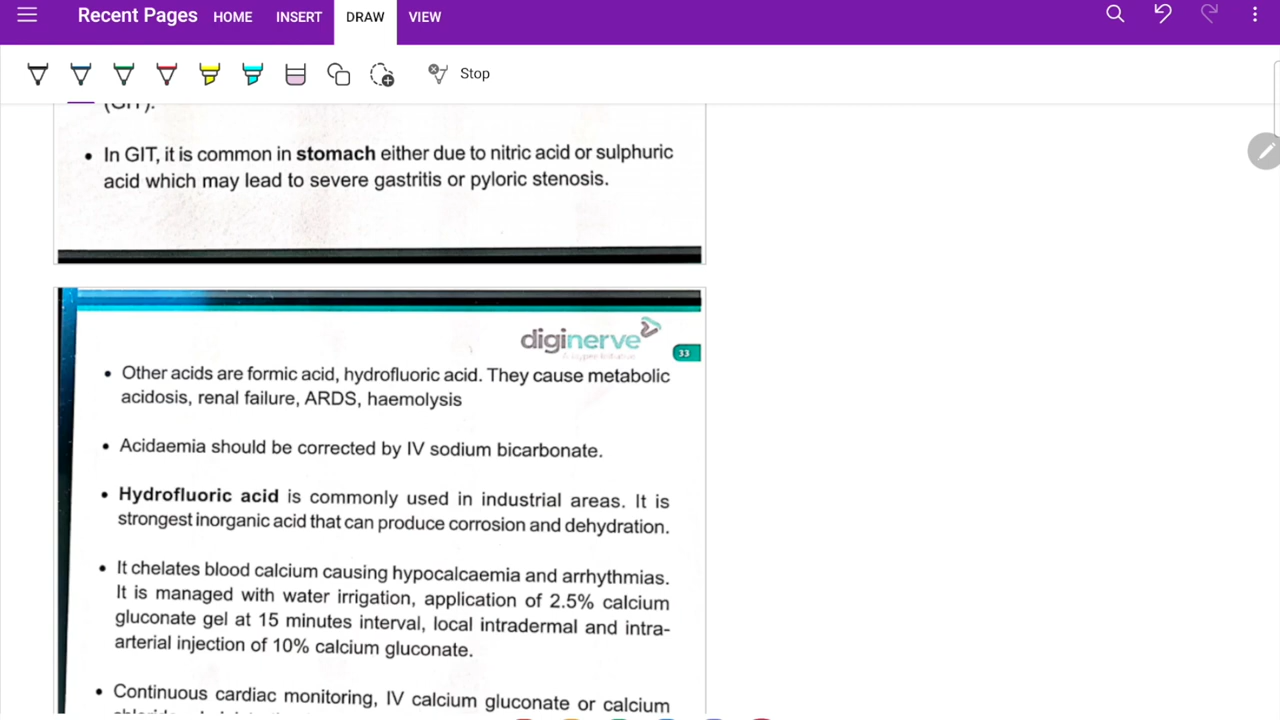 Recent Pages HOME INSERT DRAW VIEW
Stop
(GIT).
• In GIT, it is common in stomach either due to nitric acid or sulphuric
acid which may lead to severe gastritis or pyloric stenosis.
diginerve
33
• Other acids are formic acid, hydrofluoric acid. They cause metabolic
acidosis, renal failure, ARDS, haemolysis
• Acidaemia should be corrected by IV sodium bicarbonate.
• Hydrofluoric acid is commonly used in industrial areas. It is
strongest inorganic acid that can produce corrosion and dehydration.
• It chelates blood calcium causing hypocalcaemia and arrhythmias.
It is managed with water irrigation, application of 2.5% calcium
gluconate gel at 15 minutes interval, local intradermal and intra-
arterial injection of 10% calcium gluconate.
• Continuous cardiac monitoring, IV calcium gluconate or calcium